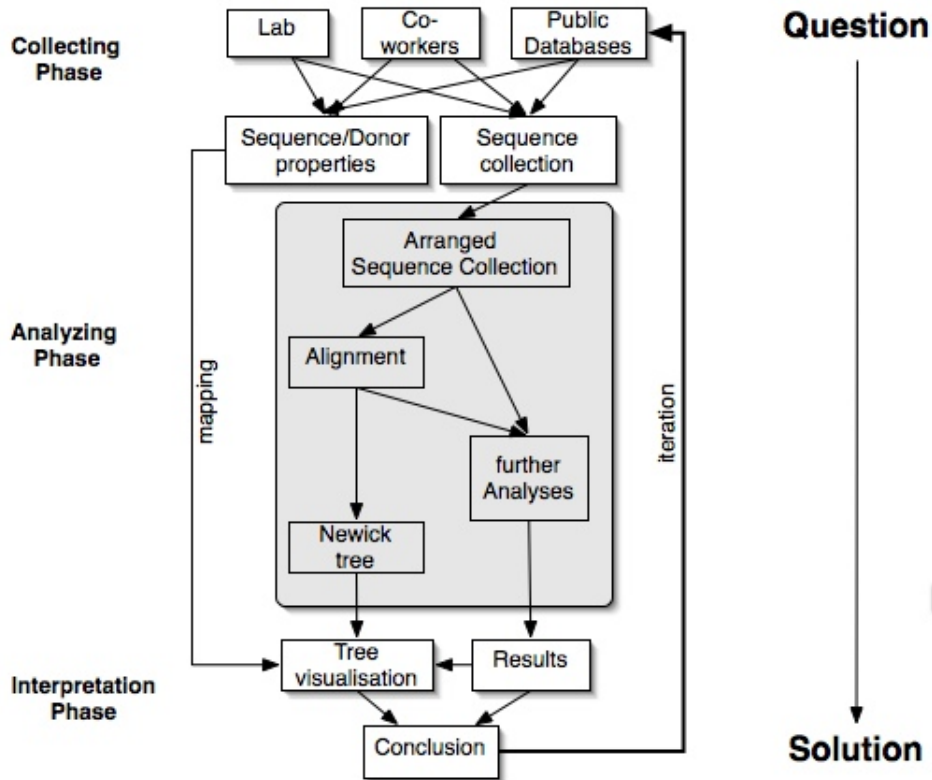 Question
Collecting
Phase
Lab
Co-
workers
Public
Databases
Sequence/Donor
properties
Sequence
collection
Arranged
Sequence Collection
Analyzing
Phase
Alignment
mapping
iteration
further
Analyses
Newick
tree
Interpretation
Phase
Tree
visualisation
Results
Conclusion
Solution